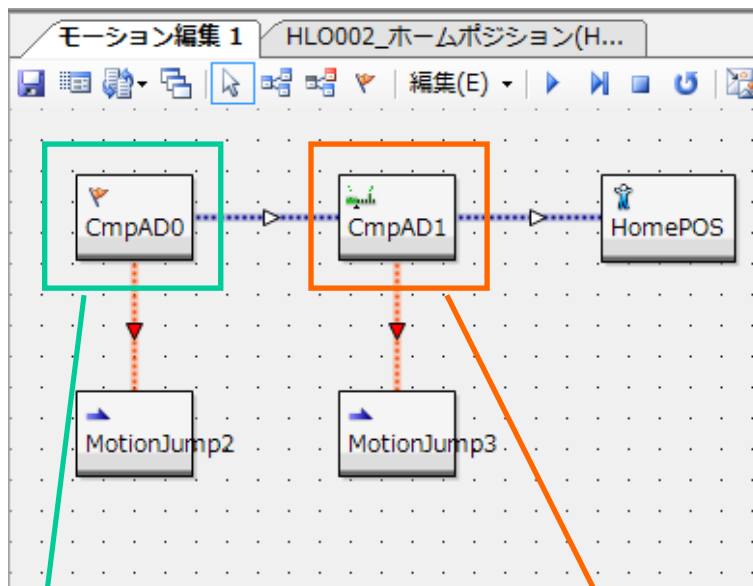 モーション編集 1
HLO002_ホームポジション(H...
編集(E)
CmpAD0
CmpAD1
HomePOS
MotionJump2
MotionJump3